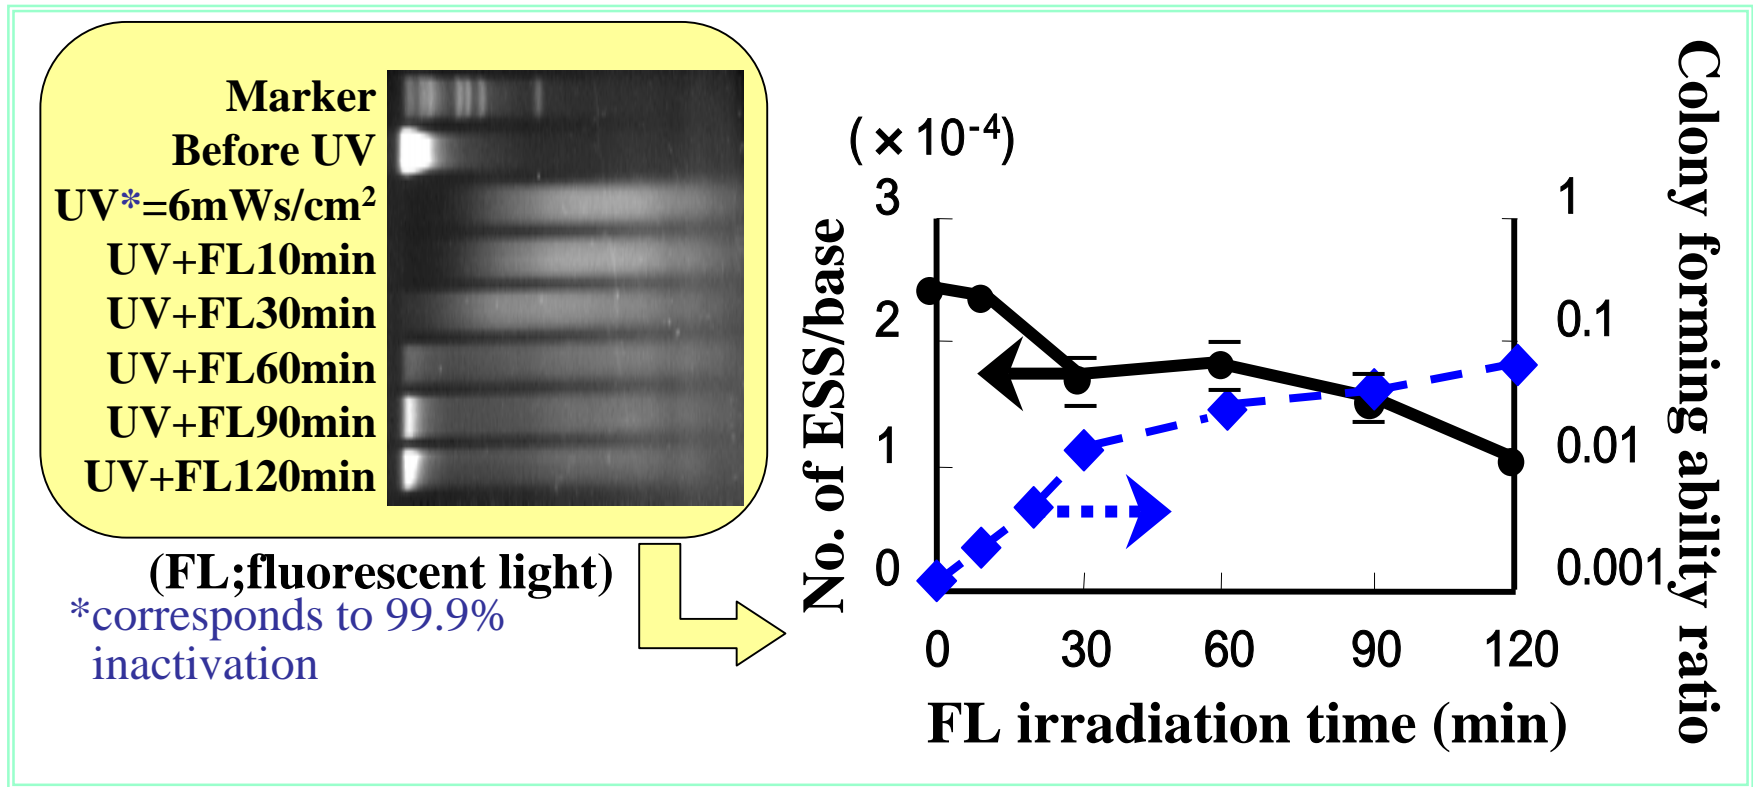 Marker
Before UV
UV*=6mWs/cm²
UV+FL10min
UV+FL30min
UV+FL60min
UV+FL90min
UV+FL120min
(FL;fluorescent light)
*corresponds to 99.9%
inactivation
(×10⁻⁴)
3
2
1
0
No. of ESS/base
1
0.1
0.01
0.001
Colony forming ability ratio
0 30 60 90 120
FL irradiation time (min)